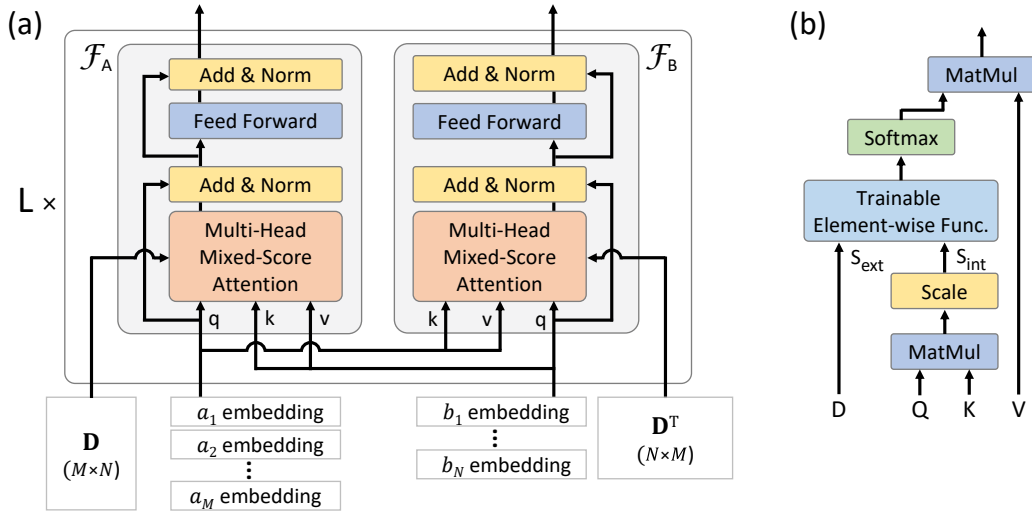 (a)
ℱA
Add & Norm
Feed Forward
Add & Norm
Multi-Head
Mixed-Score
Attention
q k v
ℱB
Add & Norm
Feed Forward
Add & Norm
Multi-Head
Mixed-Score
Attention
k v q
L ×
D
(M×N)
a1 embedding
a2 embedding
⋮
aM embedding
b1 embedding
⋮
bN embedding
Dᵀ
(N×M)
(b)
MatMul
Softmax
Trainable
Element-wise Func.
Sext
Sint
Scale
MatMul
D Q K V